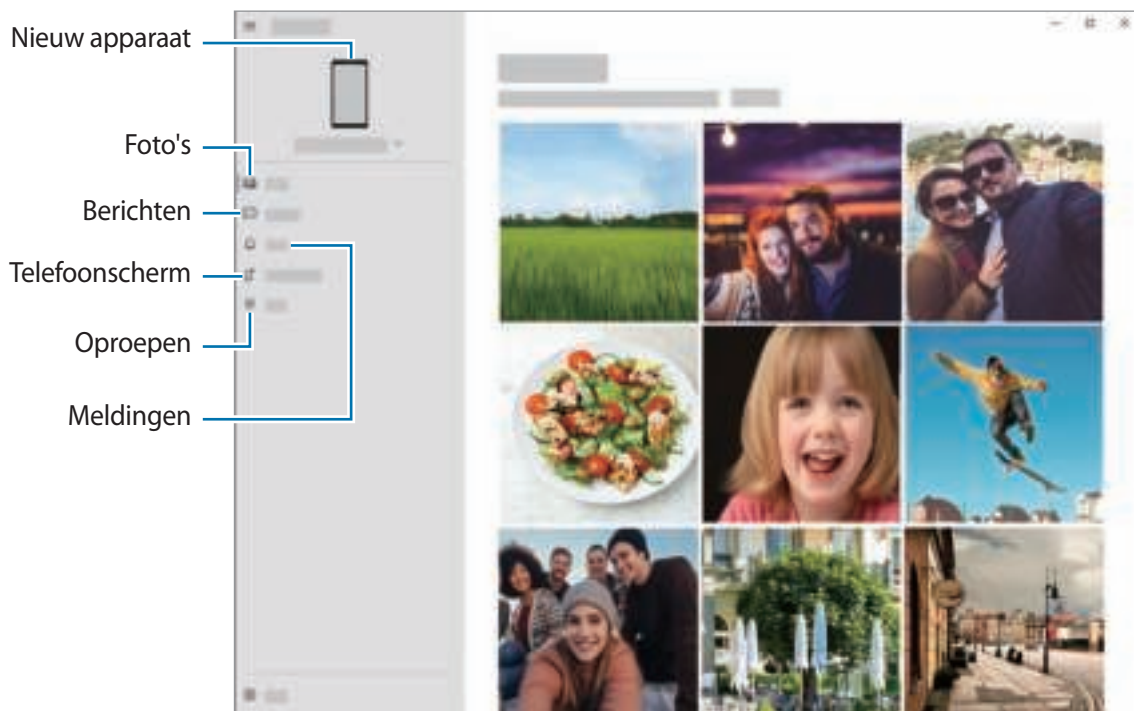 Nieuw apparaat
Foto's
Berichten
Telefoonscherm
Oproepen
Meldingen